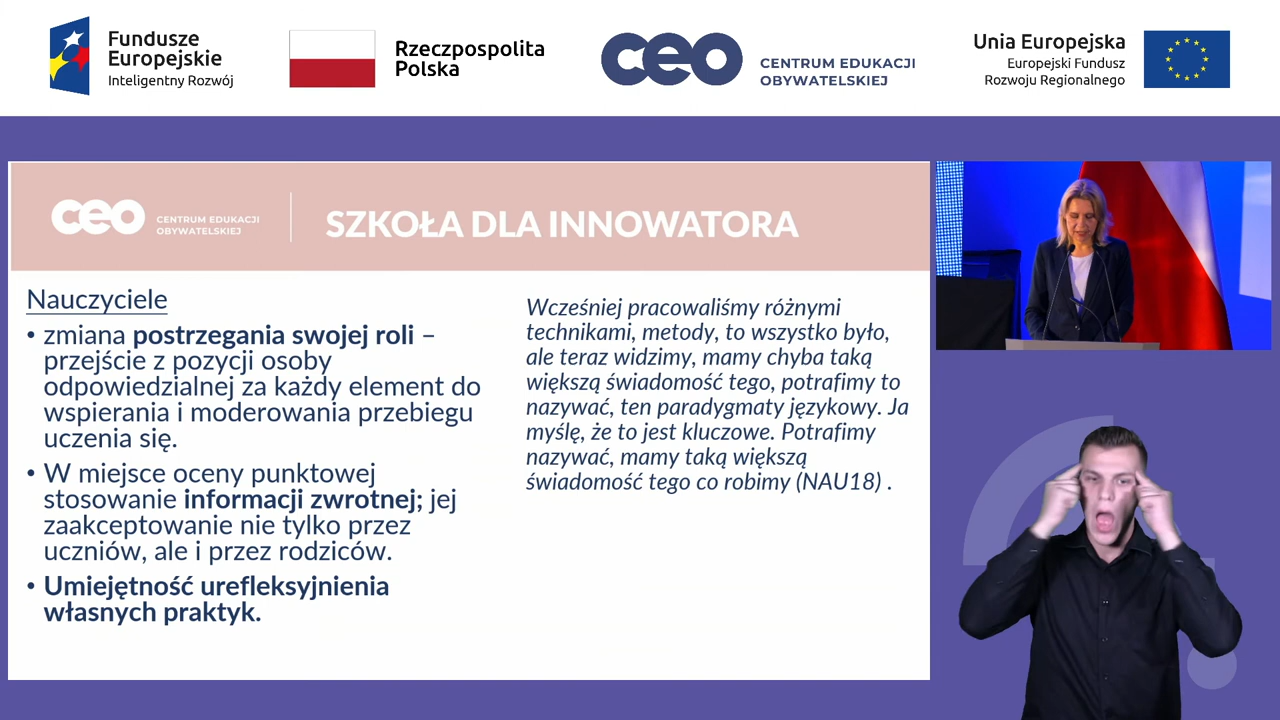 Fundusze
Europejskie
Inteligentny Rozwój
Rzeczpospolita
Polska
ceo
CENTRUM EDUKACJI
OBYWATELSKIEJ
Unia Europejska
Europejski Fundusz
Rozwoju Regionalnego
ceo
CENTRUM EDUKACJI
OBYWATELSKIEJ
SZKOŁA DLA INNOWATORA
Nauczyciele
• zmiana postrzegania swojej roli –
przejście z pozycji osoby
odpowiedzialnej za każdy element do
wspierania i moderowania przebiegu
uczenia się.
• W miejsce oceny punktowej
stosowanie informacji zwrotnej; jej
zaakceptowanie nie tylko przez
uczniów, ale i przez rodziców.
• Umiejętność urefleksyjnienia
własnych praktyk.
Wcześniej pracowaliśmy różnymi
technikami, metody, to wszystko było,
ale teraz widzimy, mamy chyba taką
większą świadomość tego, potrafimy to
nazywać, ten paradygmaty językowy. Ja
myślę, że to jest kluczowe. Potrafimy
nazywać, mamy taką większą
świadomość tego co robimy (NAU18) .